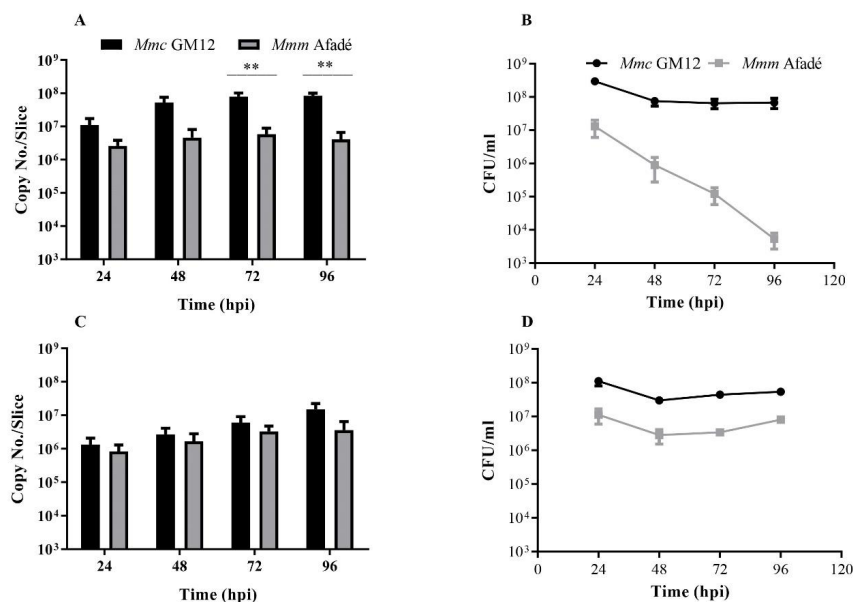 A
Mmc GM12 Mmm Afadé
** **
Copy No./Slice
10⁹
10⁸
10⁷
10⁶
10⁵
10⁴
10³
24 48 72 96
Time (hpi)
B
Mmc GM12 Mmm Afadé
CFU/ml
10⁹
10⁸
10⁷
10⁶
10⁵
10⁴
10³
0 24 48 72 96 120
Time (hpi)
C
Copy No./Slice
10⁹
10⁸
10⁷
10⁶
10⁵
10⁴
10³
24 48 72 96
Time (hpi)
D
CFU/ml
10⁹
10⁸
10⁷
10⁶
10⁵
10⁴
10³
0 24 48 72 96 120
Time (hpi)